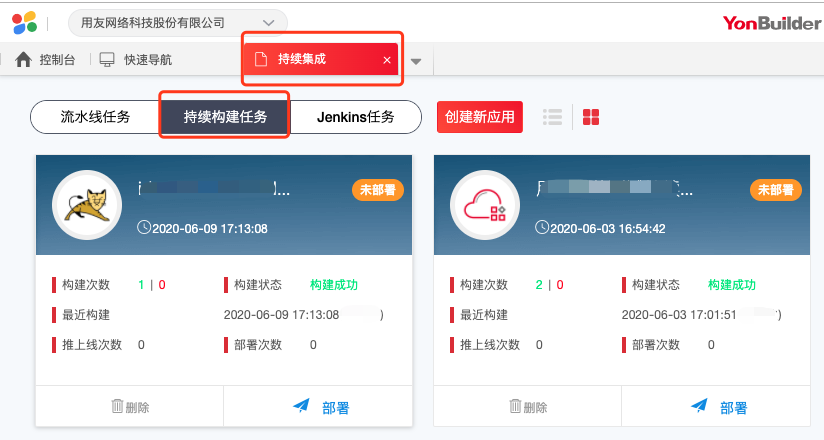 用友网络科技股份有限公司
YonBuilder
控制台 快速导航 持续集成
流水线任务 持续构建任务 Jenkins任务 创建新应用
... 未部署
2020-06-09 17:13:08
构建次数 1 | 0 构建状态 构建成功
最近构建 2020-06-09 17:13:08 )
推上线次数 0 部署次数 0
删除 部署
... 未部署
2020-06-03 16:54:42
构建次数 2 | 0 构建状态 构建成功
最近构建 2020-06-03 17:01:51 )
推上线次数 0 部署次数 0
删除 部署